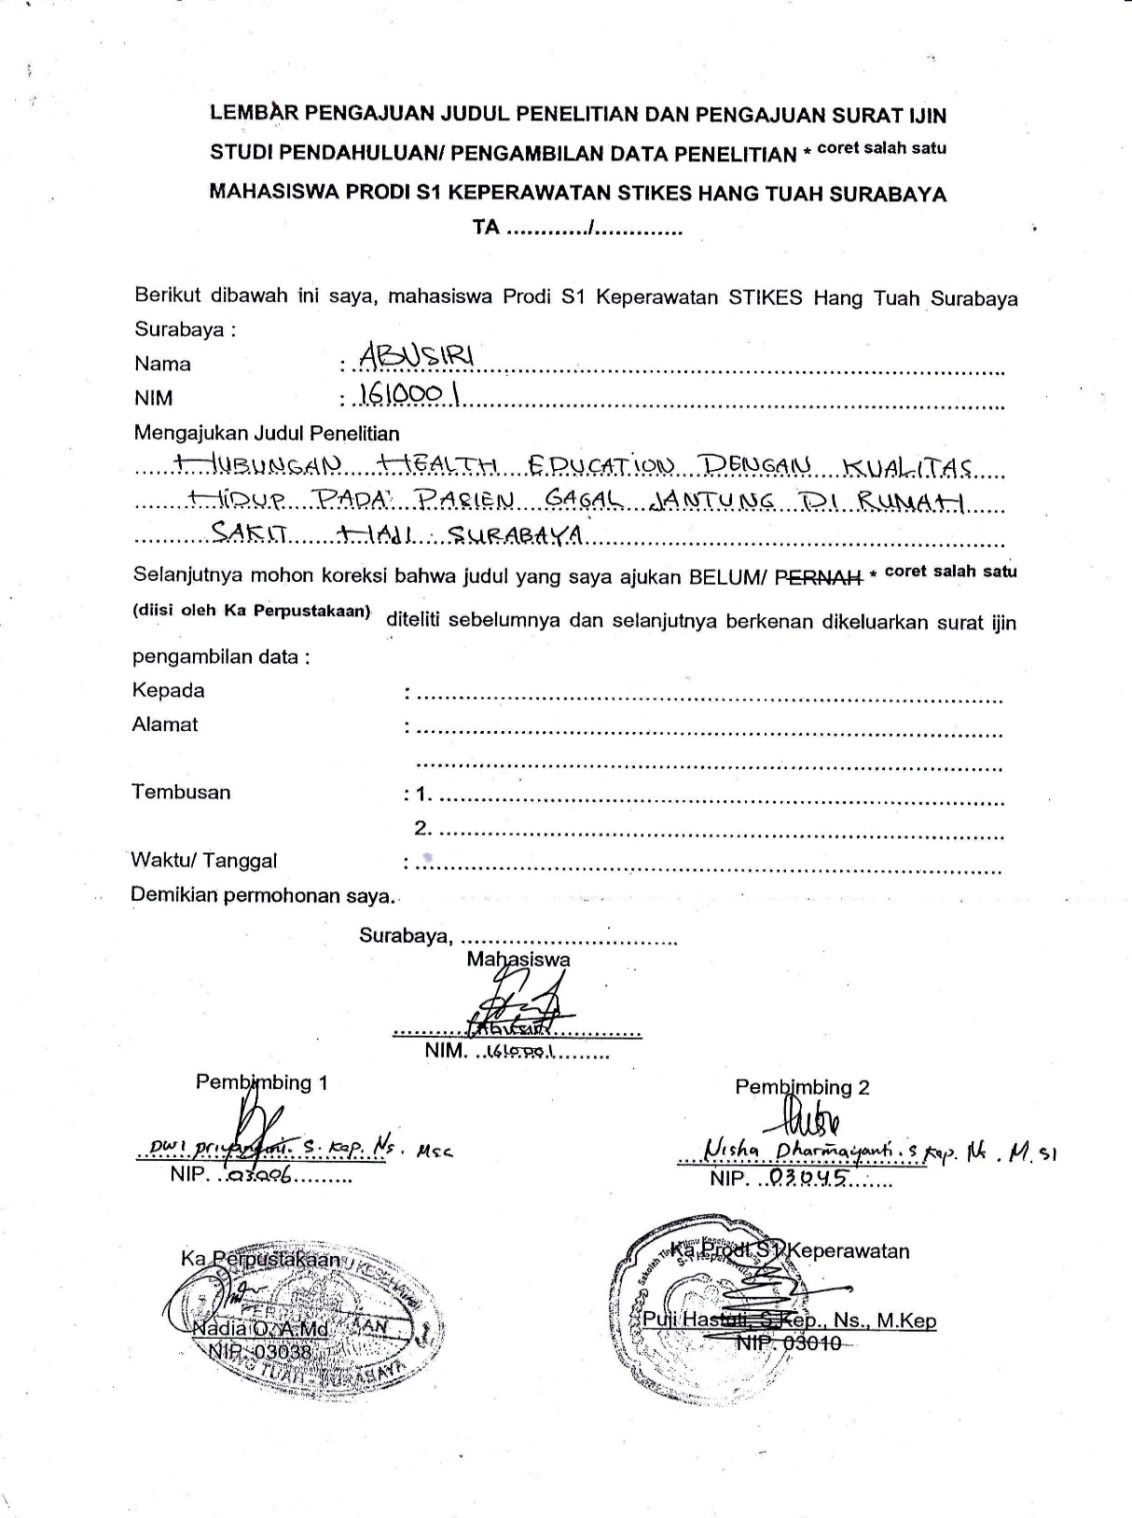 LEMBAR PENGAJUAN JUDUL PENELITIAN DAN PENGAJUAN SURAT IJIN
STUDI PENDAHULUAN/ PENGAMBILAN DATA PENELITIAN * coret salah satu
MAHASISWA PRODI S1 KEPERAWATAN STIKES HANG TUAH SURABAYA
TA ............/.............
Berikut dibawah ini saya, mahasiswa Prodi S1 Keperawatan STIKES Hang Tuah Surabaya
Surabaya :
Nama : ABUSIRI
NIM : 1610001
Mengajukan Judul Penelitian
HUBUNGAN HEALTH EDUCATION DENGAN KUALITAS
HIDUP PADA PASIEN GAGAL JANTUNG DI RUMAH
SAKIT HAJI SURABAYA
Selanjutnya mohon koreksi bahwa judul yang saya ajukan BELUM/ PERNAH * coret salah satu
(diisi oleh Ka Perpustakaan) diteliti sebelumnya dan selanjutnya berkenan dikeluarkan surat ijin
pengambilan data :
Kepada :
Alamat :
Tembusan : 1.
2.
Waktu/ Tanggal :
Demikian permohonan saya.
Surabaya, ................................
Mahasiswa
Abusiri
NIM. 1610001
Pembimbing 1 Pembimbing 2
Dwi Priyantini. S. Kep. Ns. MSc Nisha Dharmayanti. S Kep. Ns. M. Si
NIP. 03006 NIP. 03045
Ka Perpustakaan Ka Prodi S1 Keperawatan
Nadia O. A.Md Puji Hastuti, S.Kep., Ns., M.Kep
NIP. 03038 NIP. 03010